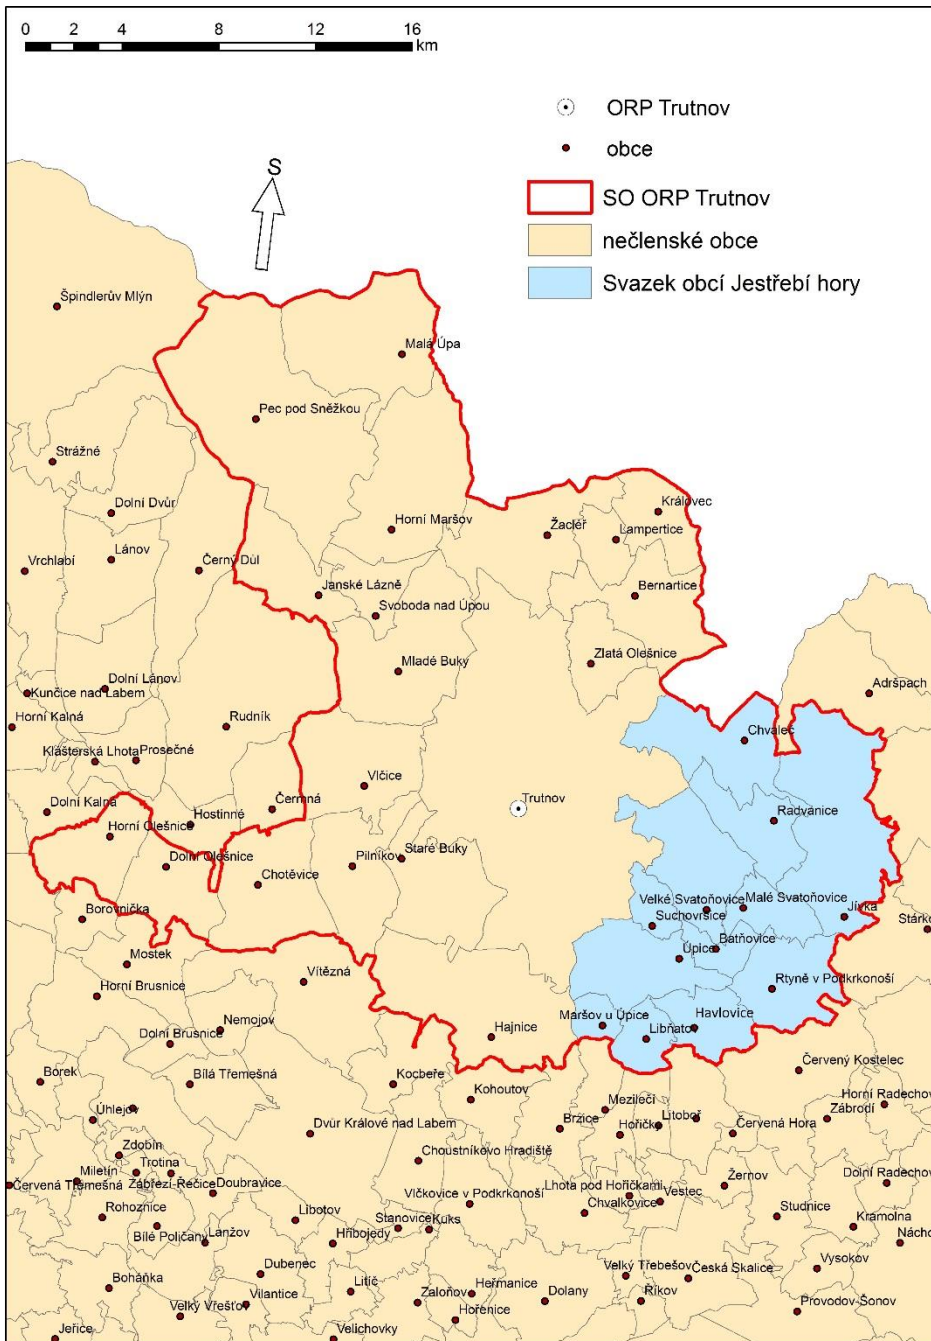 0 2 4 8 12 16
km
ORP Trutnov
obce
S
SO ORP Trutnov
nečlenské obce
Svazek obcí Jestřebí hory
Špindlerův Mlýn
Malá Úpa
Pec pod Sněžkou
Strážné
Dolní Dvůr
Královec
Horní Maršov
Žacléř
Lampertice
Lánov
Vrchlabí
Černý Důl
Janské Lázně
Bernartice
Svoboda nad Úpou
Zlatá Olešnice
Mladé Buky
Dolní Lánov
Kunčice nad Labem
Adršpach
Horní Kalná
Rudník
Chvaleč
Klášterská Lhota
Prosečné
Vlčice
Trutnov
Dolní Kalná
Čermná
Hostinné
Radvanice
Horní Olešnice
Staré Buky
Dolní Olešnice
Pilníkov
Chotěvice
Velké Svatoňovice
Malé Svatoňovice
Borovnička
Suchovršice
Jívka
Stárkov
Batňovice
Úpice
Mostek
Vítězná
Rtyně v Podkrkonoší
Horní Brusnice
Maršov u Úpice
Havlovice
Nemojov
Libňatov
Hajnice
Dolní Brusnice
Červený Kostelec
Borek
Bílá Třemešná
Kocbeře
Kohoutov
Horní Radechov
Mezilečí
Zábrodí
Úhlejov
Brzice
Hořičky
Litoboř
Červená Hora
Dvůr Králové nad Labem
Zdobín
Choustníkovo Hradiště
Miletín
Trotina
Žernov
Dolní Radechov
Červená Třemešná
Zábřezí-Řečice
Doubravice
Vlčkovice v Podkrkonoší
Lhota pod Hořičkami
Vestec
Chvalkovice
Rohoznice
Libotov
Stanovice
Kuks
Studnice
Kramolna
Bílé Poličany
Lanžov
Hřibojedy
Nácho
Vysokov
Dubenec
Velký Třebešov
Česká Skalice
Boháňka
Litíč
Zaloňov
Heřmanice
Velký Vřešťov
Vilantice
Dolany
Říkov
Hořenice
Provodov-Šonov
Jeřice
Velichovky